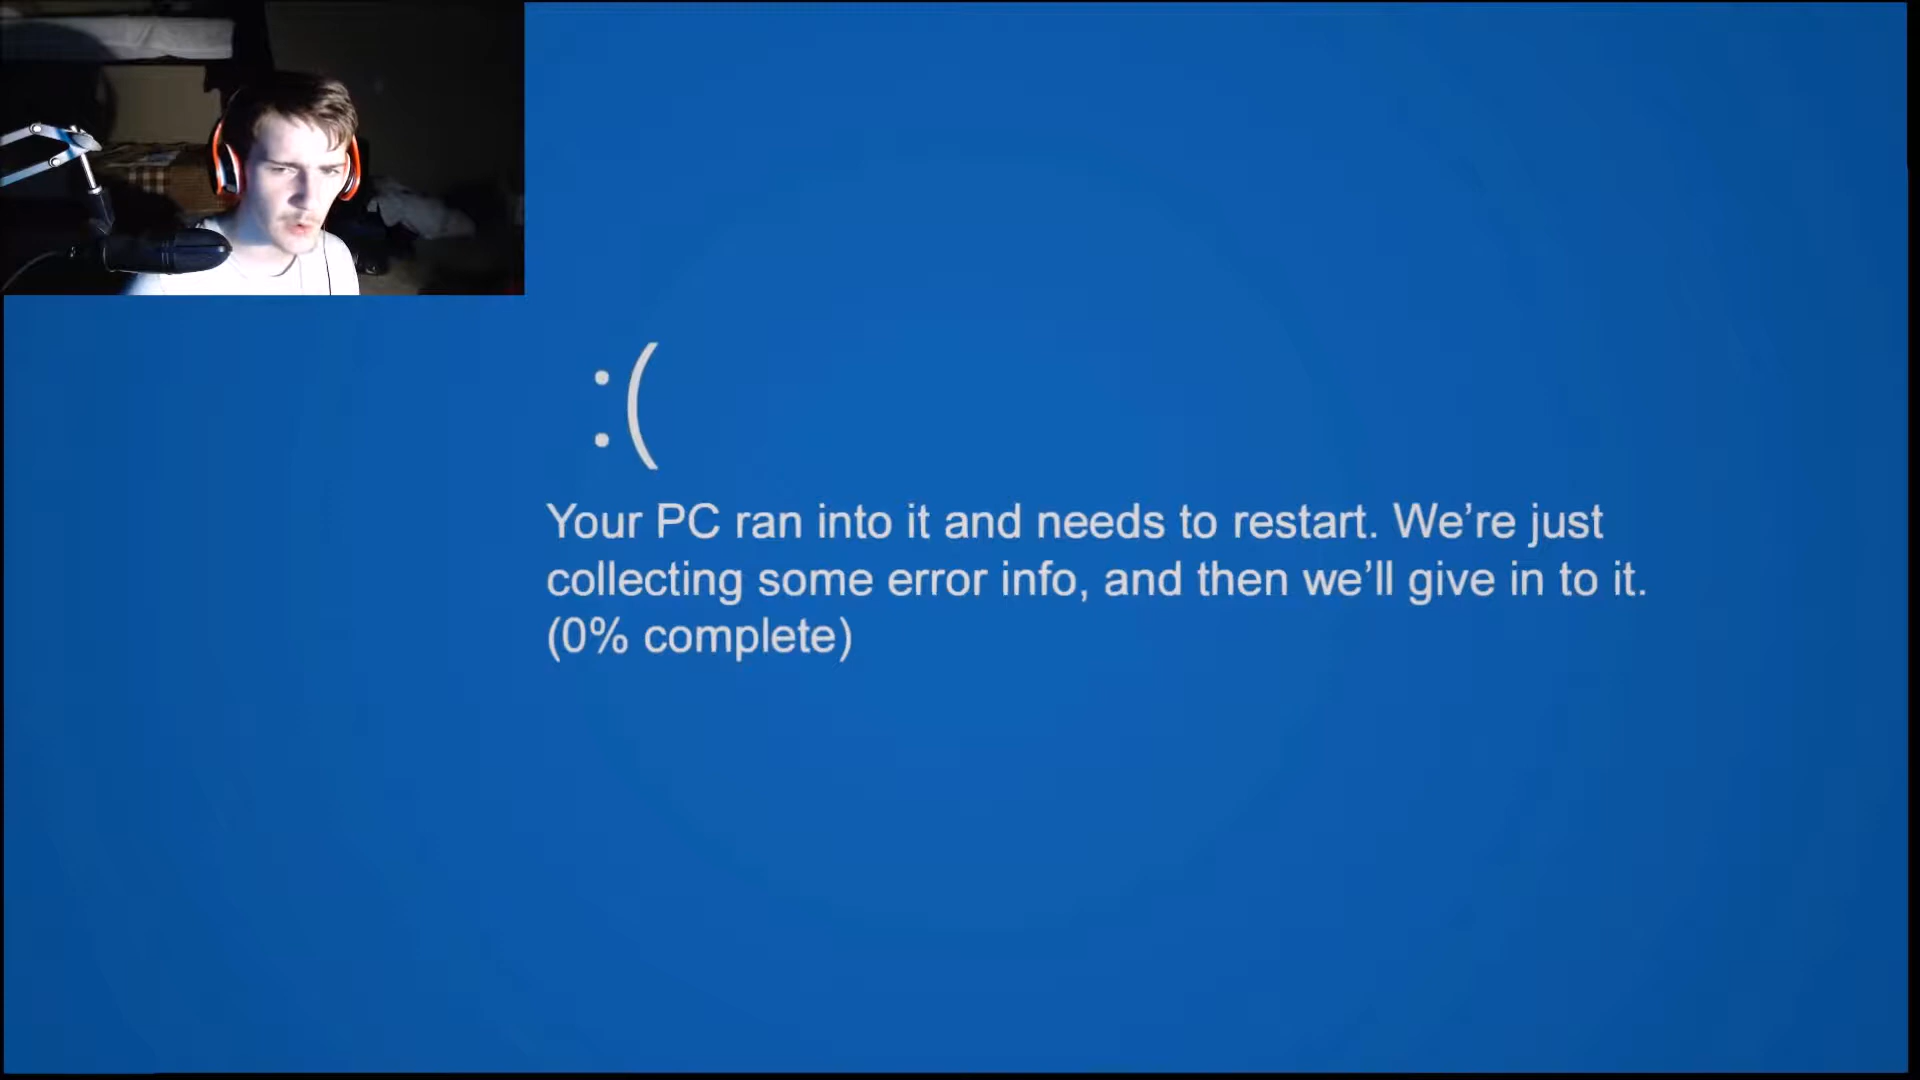 :(
Your PC ran into it and needs to restart. We’re just
collecting some error info, and then we’ll give in to it.
(0% complete)